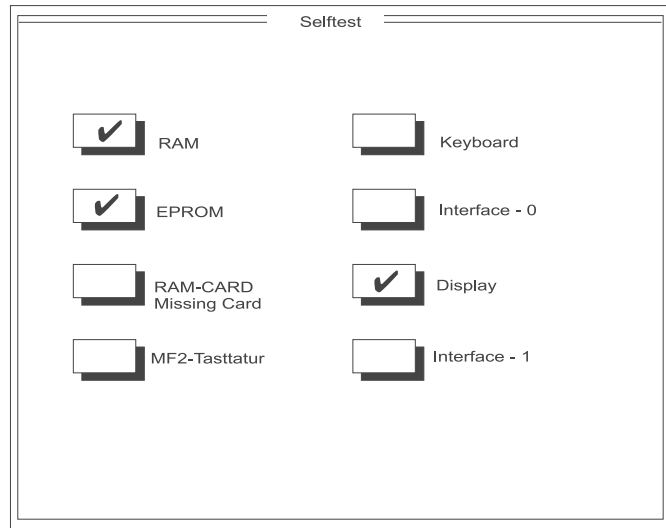 Selftest
RAM
EPROM
RAM-CARD
Missing Card
MF2-Tasttatur
Keyboard
Interface - 0
Display
Interface - 1